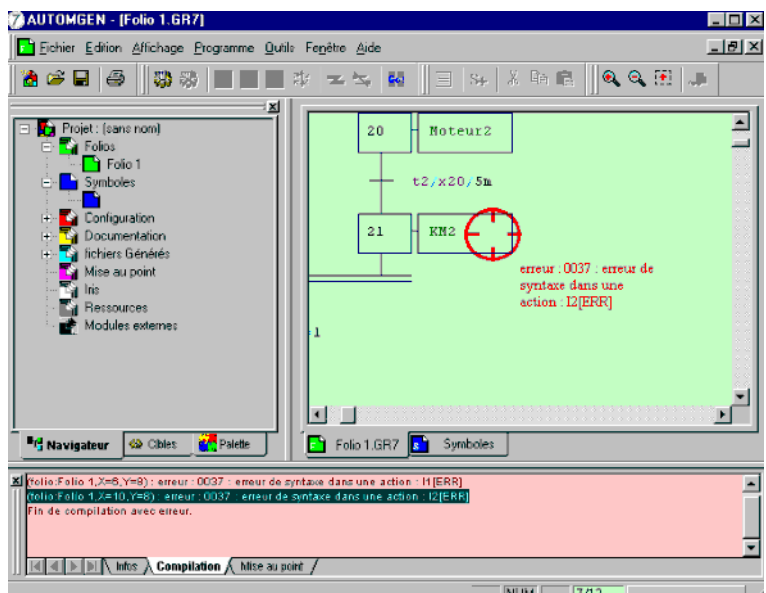 AUTOMGEN - [Folio 1.GR7]
Fichier Edition Affichage Programme Outils Fenêtre Aide
Projet : (sans nom)
Folios
Folio 1
Symboles
Configuration
Documentation
fichiers Générés
Mise au point
Iris
Ressources
Modules externes
Navigateur Cibles Palette
20 Moteur2
t2/x20/5m
21 KM2
erreur : 0037 : erreur de
syntaxe dans une
action : I2[ERR]
=1
Folio 1.GR7 Symboles
(folio:Folio 1,X=6,Y=8) : erreur : 0037 : erreur de syntaxe dans une action : I1[ERR]
(folio:Folio 1,X=10,Y=8) : erreur : 0037 : erreur de syntaxe dans une action : I2[ERR]
Fin de compilation avec erreur.
Infos Compilation Mise au point
NUM